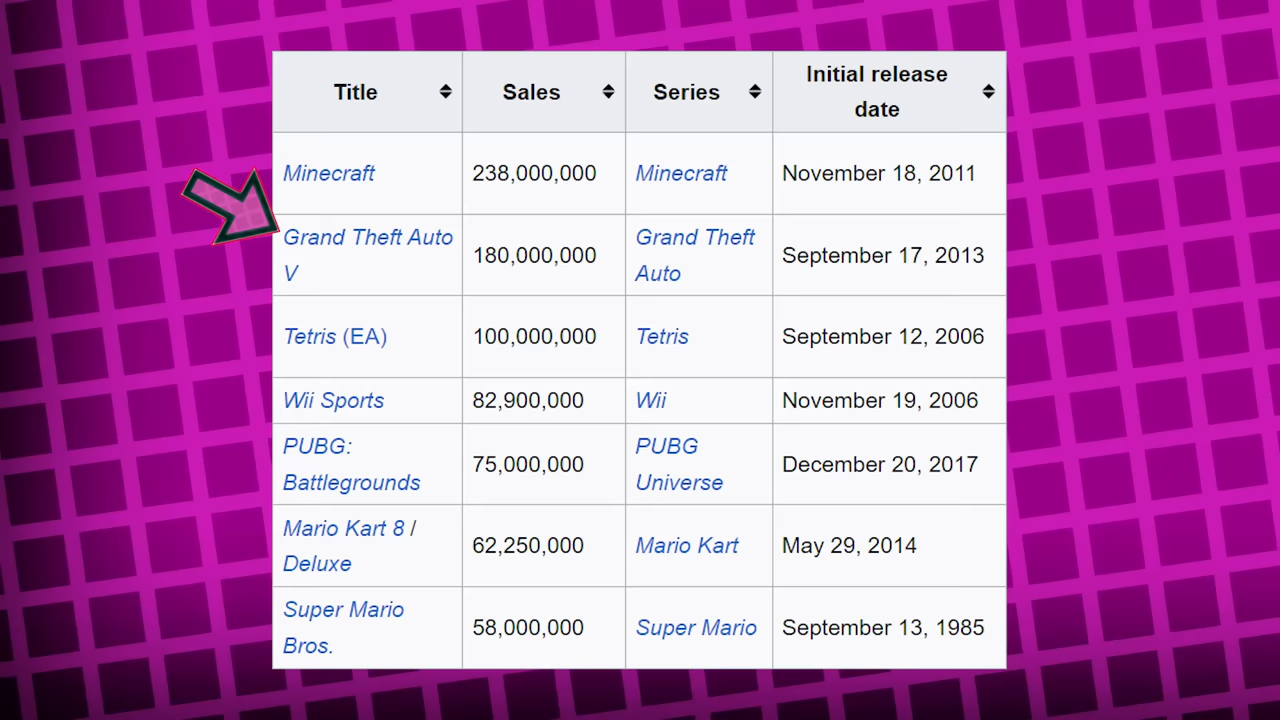 Title Sales Series Initial release
date
Minecraft 238,000,000 Minecraft November 18, 2011
Grand Theft Auto
V 180,000,000 Grand Theft
Auto September 17, 2013
Tetris (EA) 100,000,000 Tetris September 12, 2006
Wii Sports 82,900,000 Wii November 19, 2006
PUBG:
Battlegrounds 75,000,000 PUBG
Universe December 20, 2017
Mario Kart 8 /
Deluxe 62,250,000 Mario Kart May 29, 2014
Super Mario
Bros. 58,000,000 Super Mario September 13, 1985